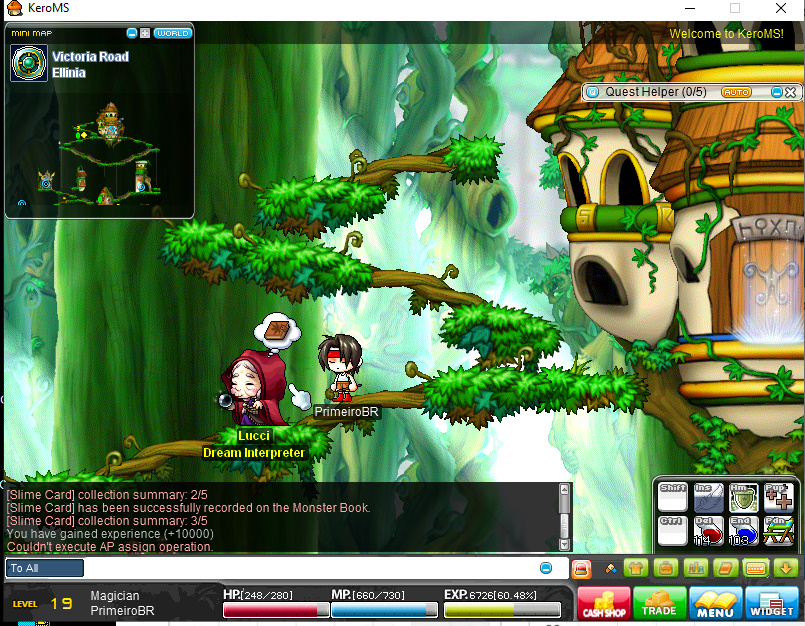 KeroMS
MINI MAP
WORLD
Victoria Road
Ellinia
Welcome to KeroMS!
Quest Helper (0/5)
AUTO
PrimeiroBR
Lucci
Dream Interpreter
[Slime Card] collection summary: 2/5
[Slime Card] has been successfully recorded on the Monster Book.
[Slime Card] collection summary: 3/5
You have gained experience (+10000)
Couldn't execute AP assign operation.
Shift Ins Hm Pup
Ctrl Del End Pdn
114 103
To All
LEVEL 19
Magician
PrimeiroBR
HP.[248/280]
MP.[660/730]
EXP.6726[60.48%]
CASH SHOP
TRADE
MENU
WIDGET